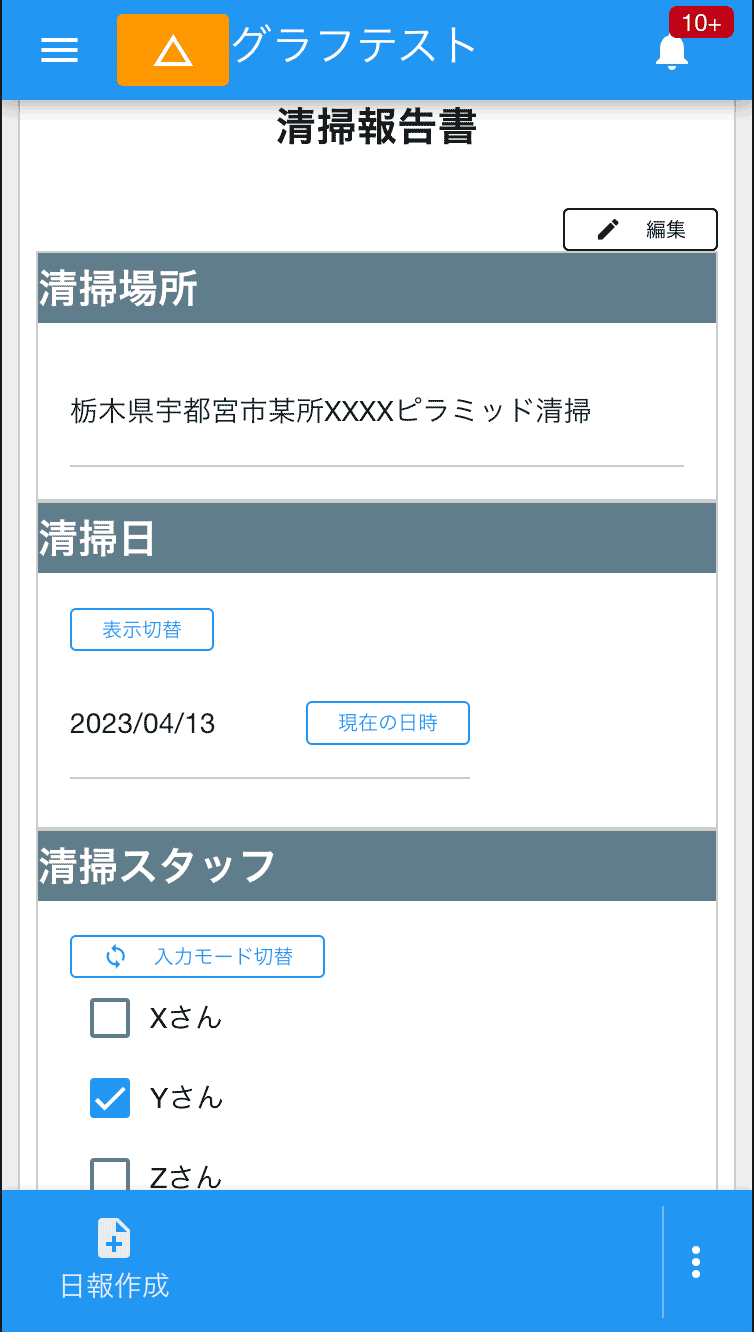 グラフテスト
10+
清掃報告書
編集
清掃場所
栃木県宇都宮市某所XXXXピラミッド清掃
清掃日
表示切替
2023/04/13
現在の日時
清掃スタッフ
入力モード切替
Xさん
Yさん
Zさん
日報作成